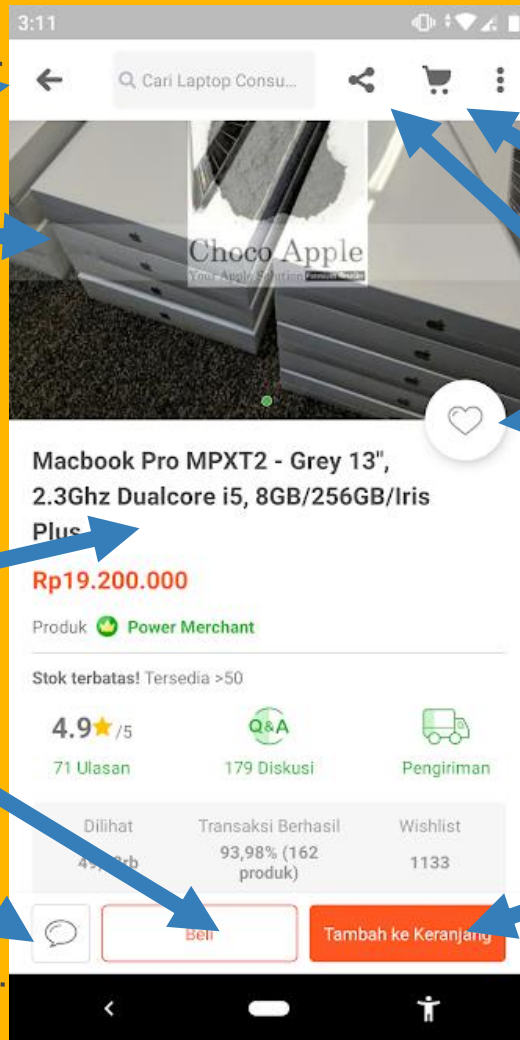 3:11
Cari Laptop Consu...
Choco Apple
Your Apple Solution
Macbook Pro MPXT2 - Grey 13",
2.3Ghz Dualcore i5, 8GB/256GB/Iris
Plus
Rp19.200.000
Produk Power Merchant
Stok terbatas! Tersedia >50
4.9 /5
Q&A
71 Ulasan 179 Diskusi Pengiriman
Dilihat Transaksi Berhasil Wishlist
93,98% (162
produk)
1133
Beli Tambah ke Keranjang